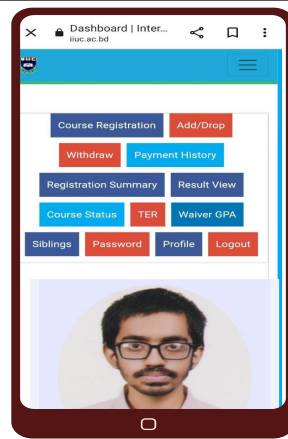 Dashboard | Inter...
iiuc.ac.bd
IIUC
Course Registration Add/Drop
Withdraw Payment History
Registration Summary Result View
Course Status TER Waiver GPA
Siblings Password Profile Logout